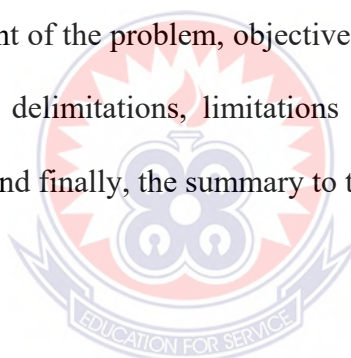 nt of the problem, objective
delimitations, limitations
nd finally, the summary to t
EDUCATION FOR SERVICE